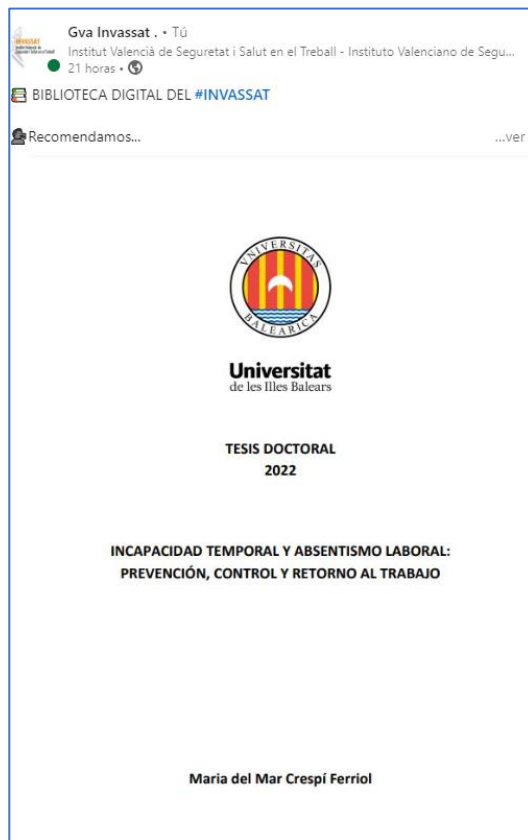 Gva Invassat . • Tú
INVASSAT
Institut Valencià de Seguretat i Salut en el Treball - Instituto Valenciano de Segu...
21 horas •
BIBLIOTECA DIGITAL DEL #INVASSAT
Recomendamos... ...ver
VNIVERSITAS
BALEARICA
Universitat
de les Illes Balears
TESIS DOCTORAL
2022
INCAPACIDAD TEMPORAL Y ABSENTISMO LABORAL:
PREVENCIÓN, CONTROL Y RETORNO AL TRABAJO
Maria del Mar Crespí Ferriol